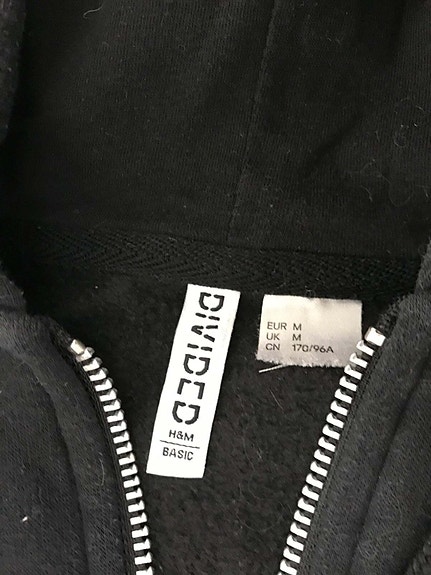 DIVIDED
H&M
BASIC
EUR M
UK M
CN 170/96A